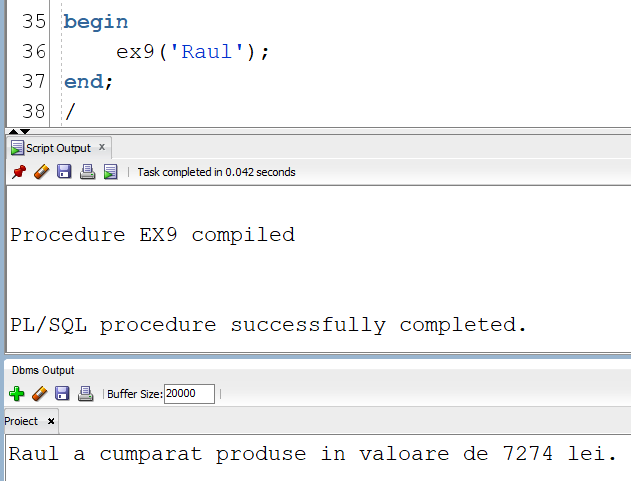 35 begin
36 ex9('Raul');
37 end;
38 /
Script Output x
Task completed in 0.042 seconds
Procedure EX9 compiled
PL/SQL procedure successfully completed.
Dbms Output
Buffer Size: 20000
Proiect x
Raul a cumparat produse in valoare de 7274 lei.